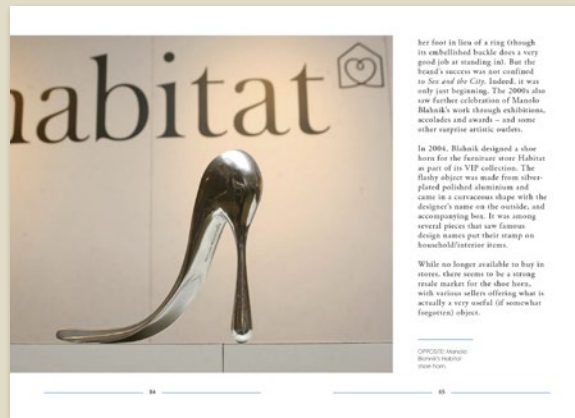 habitat
her foot in lieu of a ring (though
its embellished buckle does a very
good job at standing in). But the
brand's success was not confined
to Sex and the City. Indeed, it was
only just beginning. The 2000s also
saw further celebration of Manolo
Blahnik's work through exhibitions,
accolades and awards – and some
other surprise artistic outlets.
In 2004, Blahnik designed a shoe
horn for the furniture store Habitat
as part of its VIP collection. The
flashy object was made from silver-
plated polished aluminium and
came in a curvaceous shape with the
designer's name on the outside, and
accompanying box. It was among
several pieces that saw famous
design names put their stamp on
household/interior items.
While no longer available to buy in
stores, there seems to be a strong
resale market for the shoe horn,
with various sellers offering what is
actually a very useful (if somewhat
forgotten) object.
OPPOSITE: Manolo
Blahnik's Habitat
shoe horn.
84
85